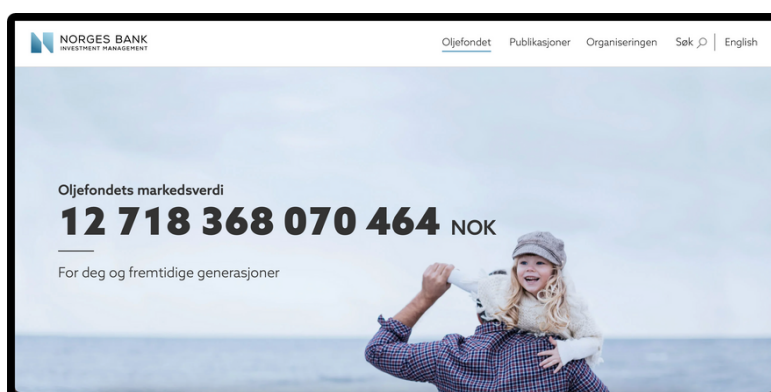 NORGES BANK
INVESTMENT MANAGEMENT
Oljefondet Publikasjoner Organiseringen Søk English
Oljefondets markedsverdi
12 718 368 070 464 NOK
For deg og fremtidige generasjoner